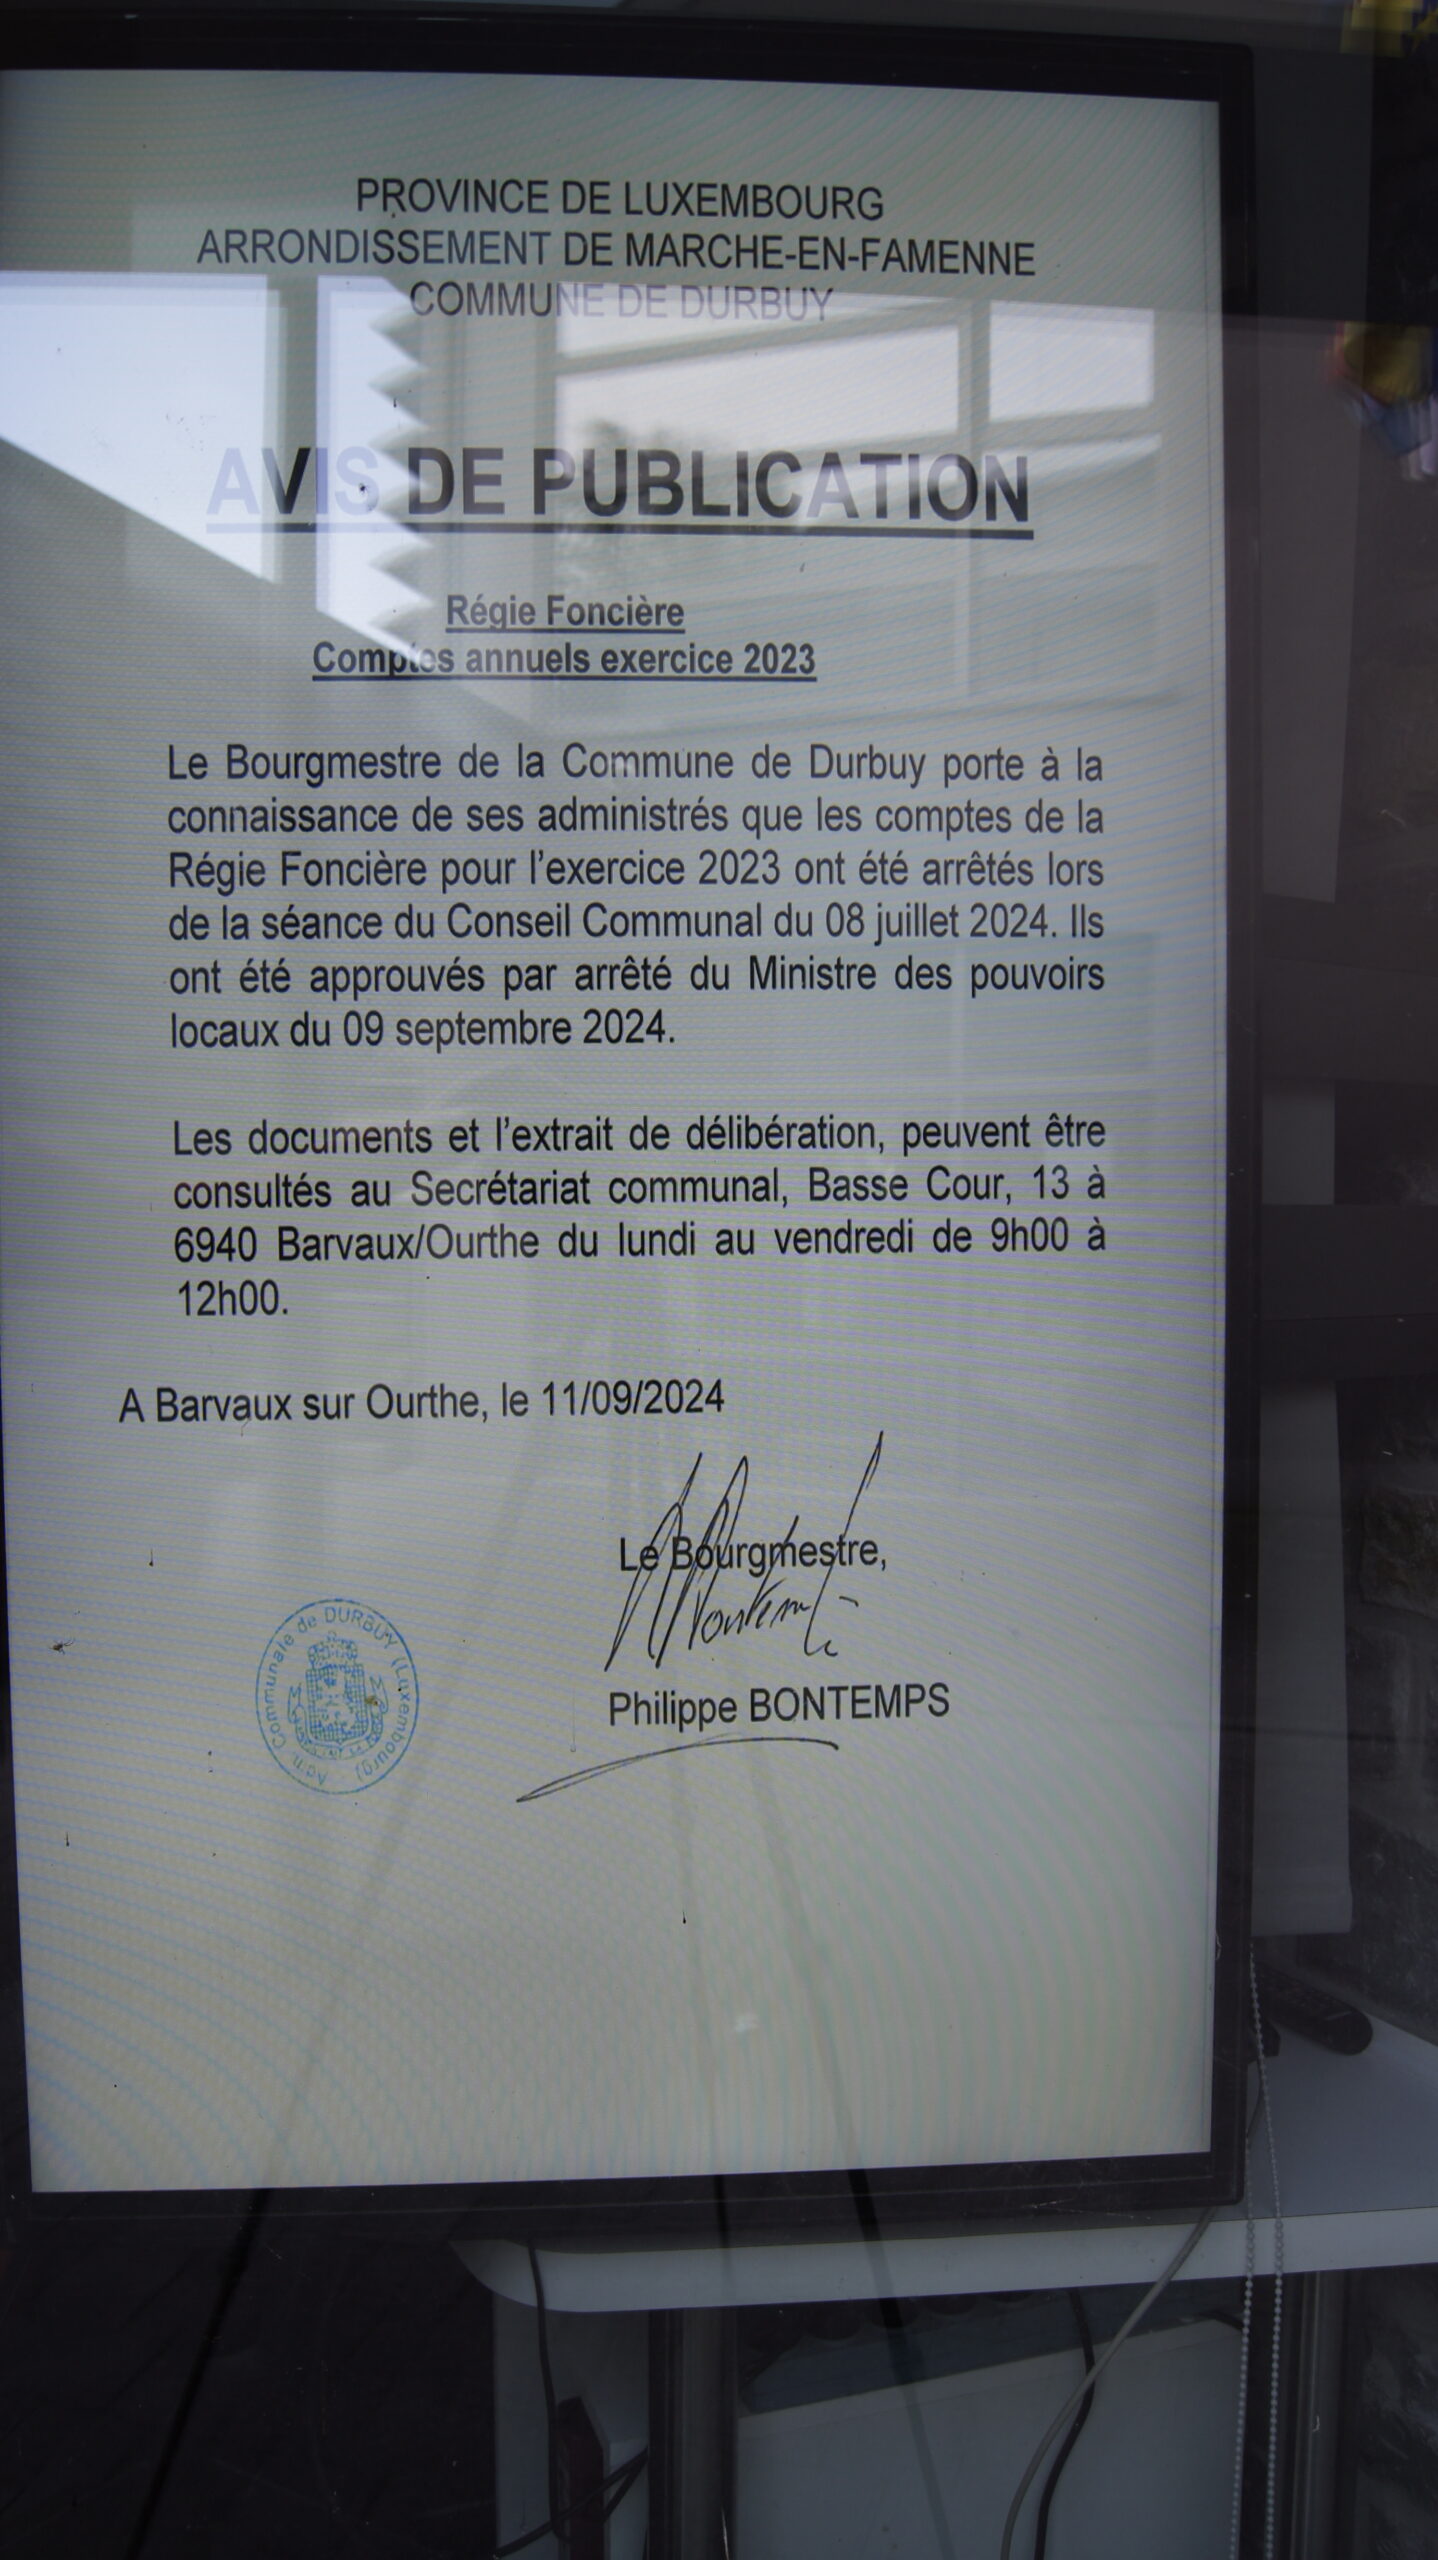 PROVINCE DE LUXEMBOURG
ARRONDISSEMENT DE MARCHE-EN-FAMENNE
COMMUNE DE DURBUY
AVIS DE PUBLICATION
Régie Foncière
Comptes annuels exercice 2023
Le Bourgmestre de la Commune de Durbuy porte à la
connaissance de ses administrés que les comptes de la
Régie Foncière pour l'exercice 2023 ont été arrêtés lors
de la séance du Conseil Communal du 08 juillet 2024. Ils
ont été approuvés par arrêté du Ministre des pouvoirs
locaux du 09 septembre 2024.
Les documents et l'extrait de délibération, peuvent être
consultés au Secrétariat communal, Basse Cour, 13 à
6940 Barvaux/Ourthe du lundi au vendredi de 9h00 à
12h00.
A Barvaux sur Ourthe, le 11/09/2024
Le Bourgmestre,
Philippe BONTEMPS
Communale de DURBUY (Luxembourg)